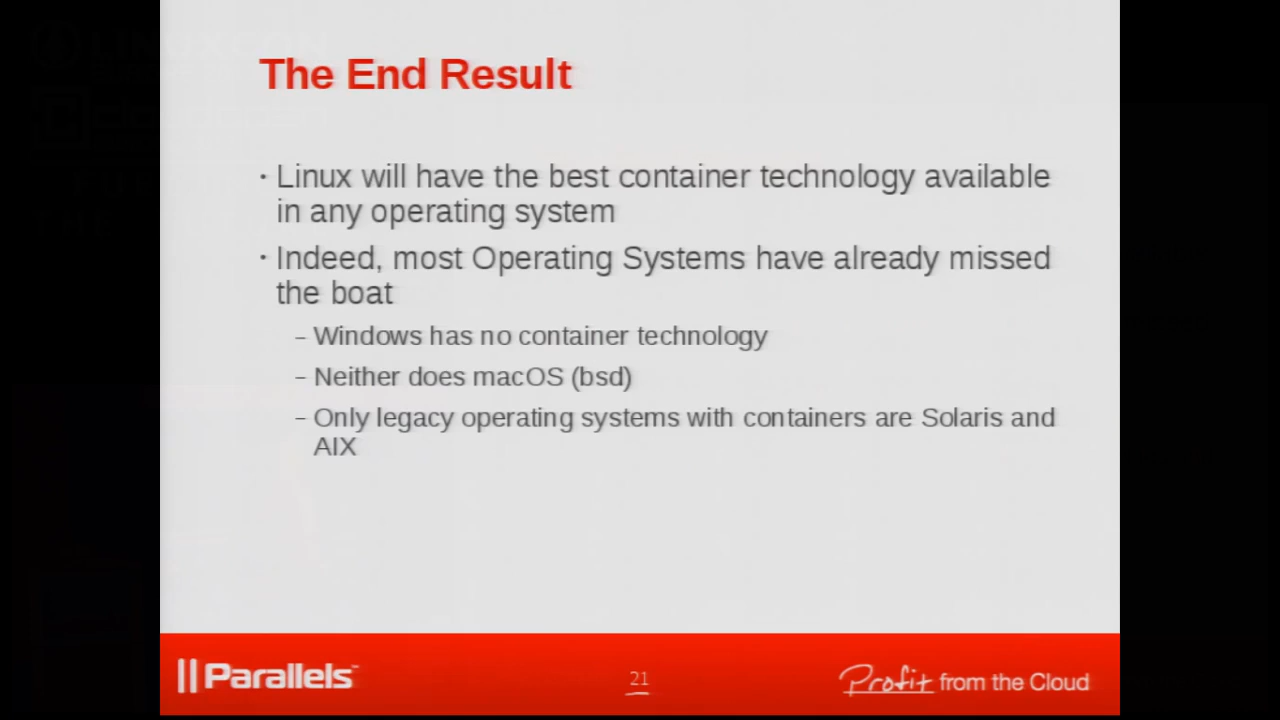 The End Result
· Linux will have the best container technology available
in any operating system
· Indeed, most Operating Systems have already missed
the boat
– Windows has no container technology
– Neither does macOS (bsd)
– Only legacy operating systems with containers are Solaris and
AIX
Parallels™
21
Profit from the Cloud